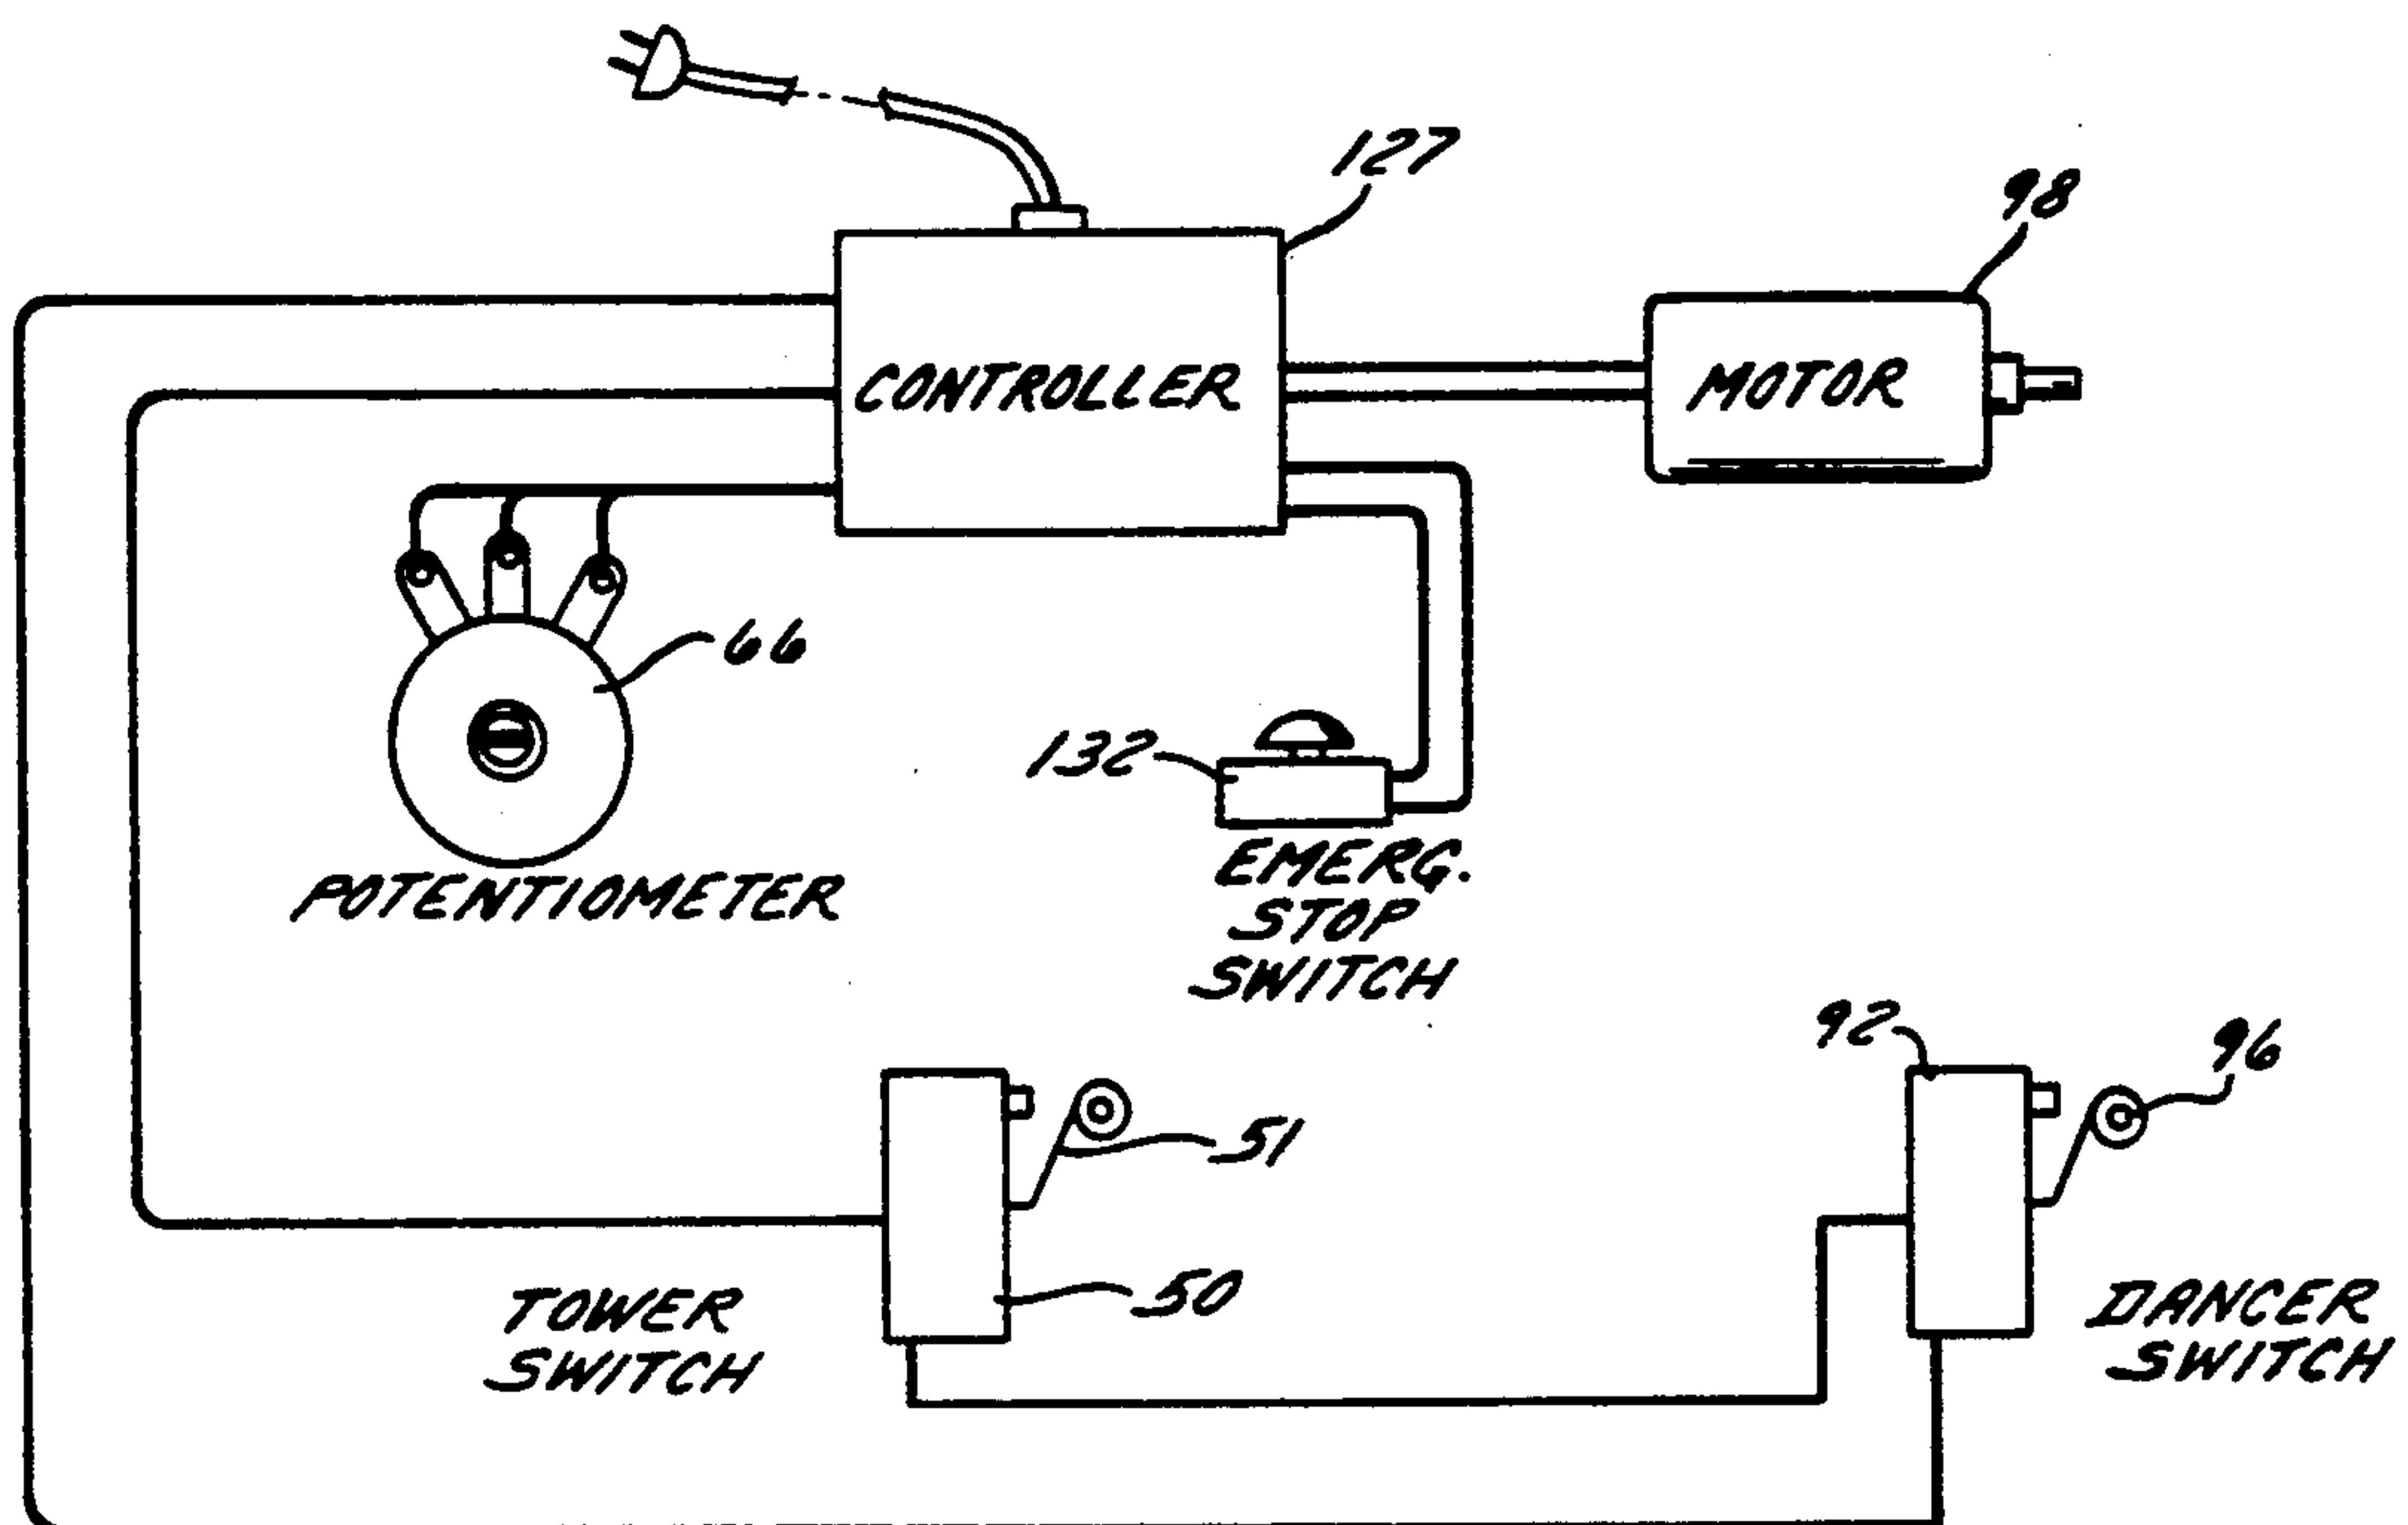 127
98
CONTROLLER
MOTOR
66
132
POTENTIOMETER
EMERG.
STOP
SWITCH
92
96
51
50
TOWER
SWITCH
DANCER
SWITCH